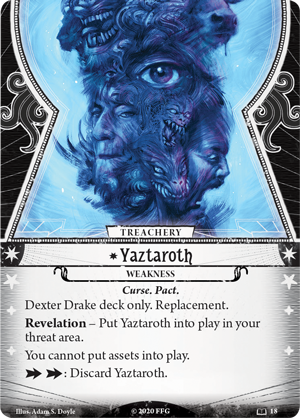 TREACHERY
*Yaztaroth
WEAKNESS
Curse. Pact.
Dexter Drake deck only. Replacement.
Revelation – Put Yaztaroth into play in your
threat area.
You cannot put assets into play.
: Discard Yaztaroth.
Illus. Adam S. Doyle
© 2020 FFG
18